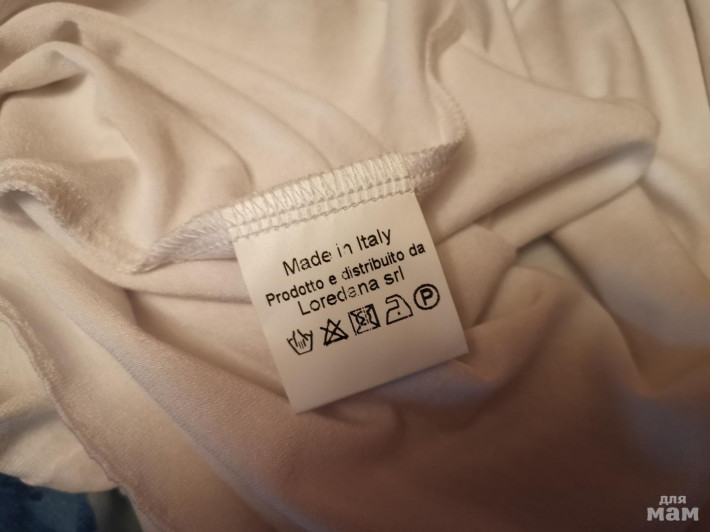 Made in Italy
Prodotto e distribuito da
Loredana srl
P
для
мам